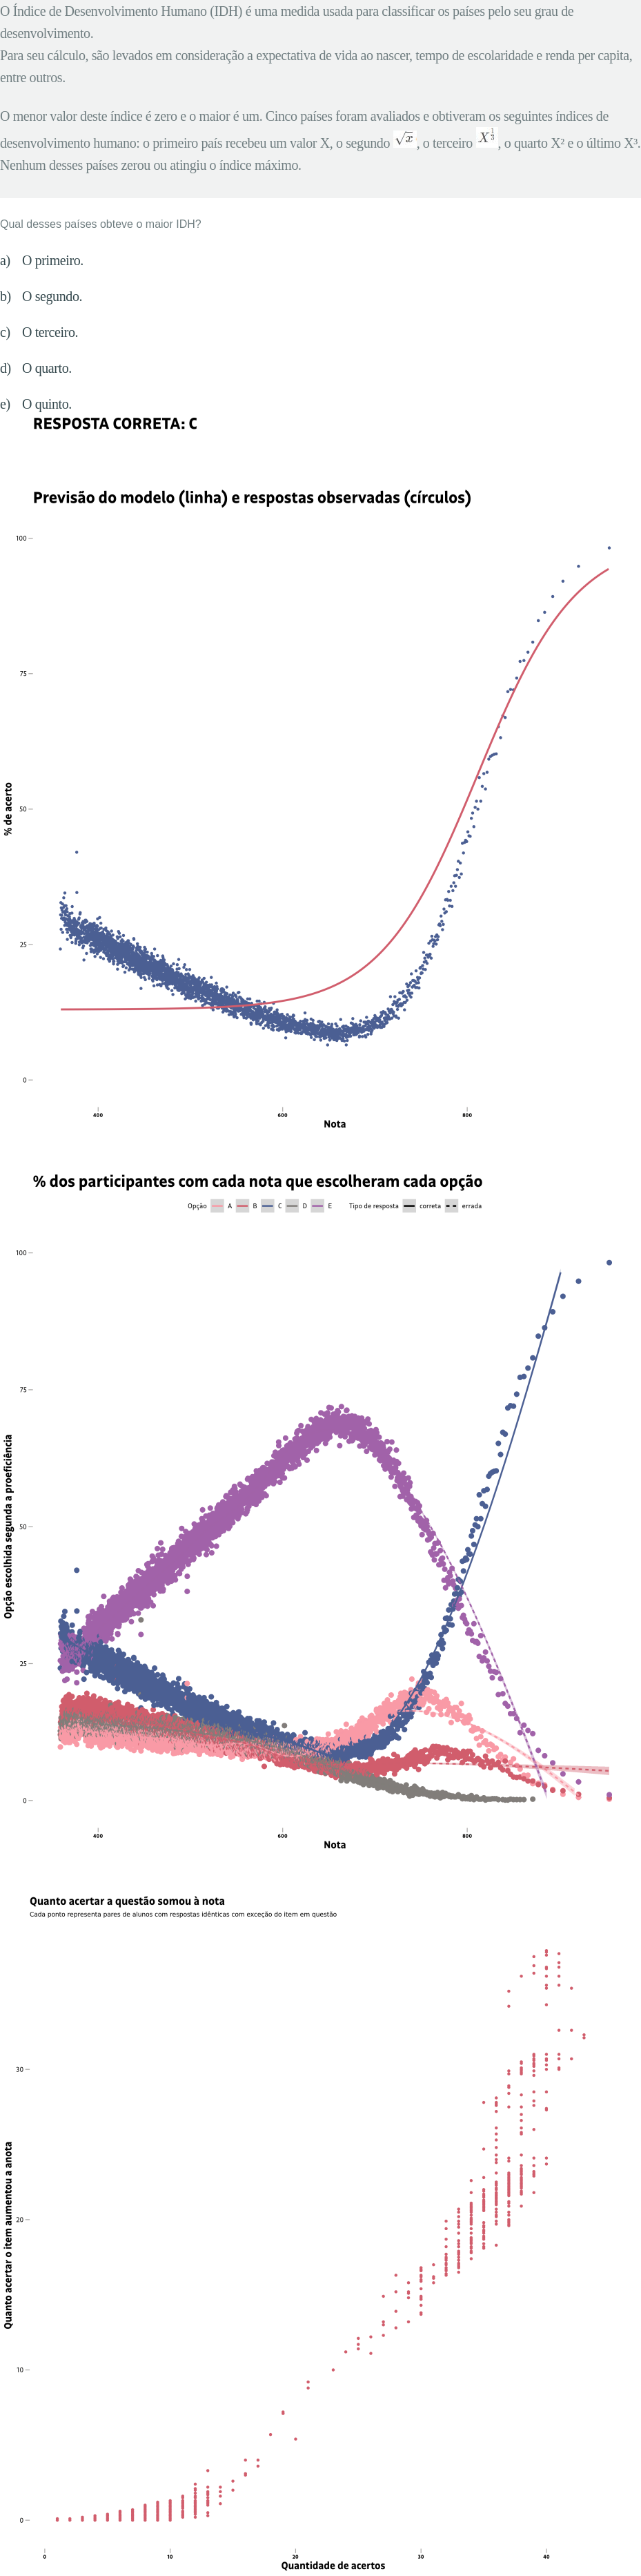 O Índice de Desenvolvimento Humano (IDH) é uma medida usada para classificar os países pelo seu grau de
desenvolvimento.
Para seu cálculo, são levados em consideração a expectativa de vida ao nascer, tempo de escolaridade e renda per capita,
entre outros.
O menor valor deste índice é zero e o maior é um. Cinco países foram avaliados e obtiveram os seguintes índices de
desenvolvimento humano: o primeiro país recebeu um valor X, o segundo √x, o terceiro X^(1/3), o quarto X² e o último X³.
Nenhum desses países zerou ou atingiu o índice máximo.
Qual desses países obteve o maior IDH?
a) O primeiro.
b) O segundo.
c) O terceiro.
d) O quarto.
e) O quinto.
RESPOSTA CORRETA: C
Previsão do modelo (linha) e respostas observadas (círculos)
100
75
50
25
0
% de acerto
400 600 800
Nota
% dos participantes com cada nota que escolheram cada opção
Opção A B C D E Tipo de resposta correta errada
100
75
50
25
0
Opção escolhida segunda a proeficiência
400 600 800
Nota
Quanto acertar a questão somou à nota
Cada ponto representa pares de alunos com respostas idênticas com exceção do item em questão
30
20
10
0
Quanto acertar o item aumentou a anota
0 10 20 30 40
Quantidade de acertos